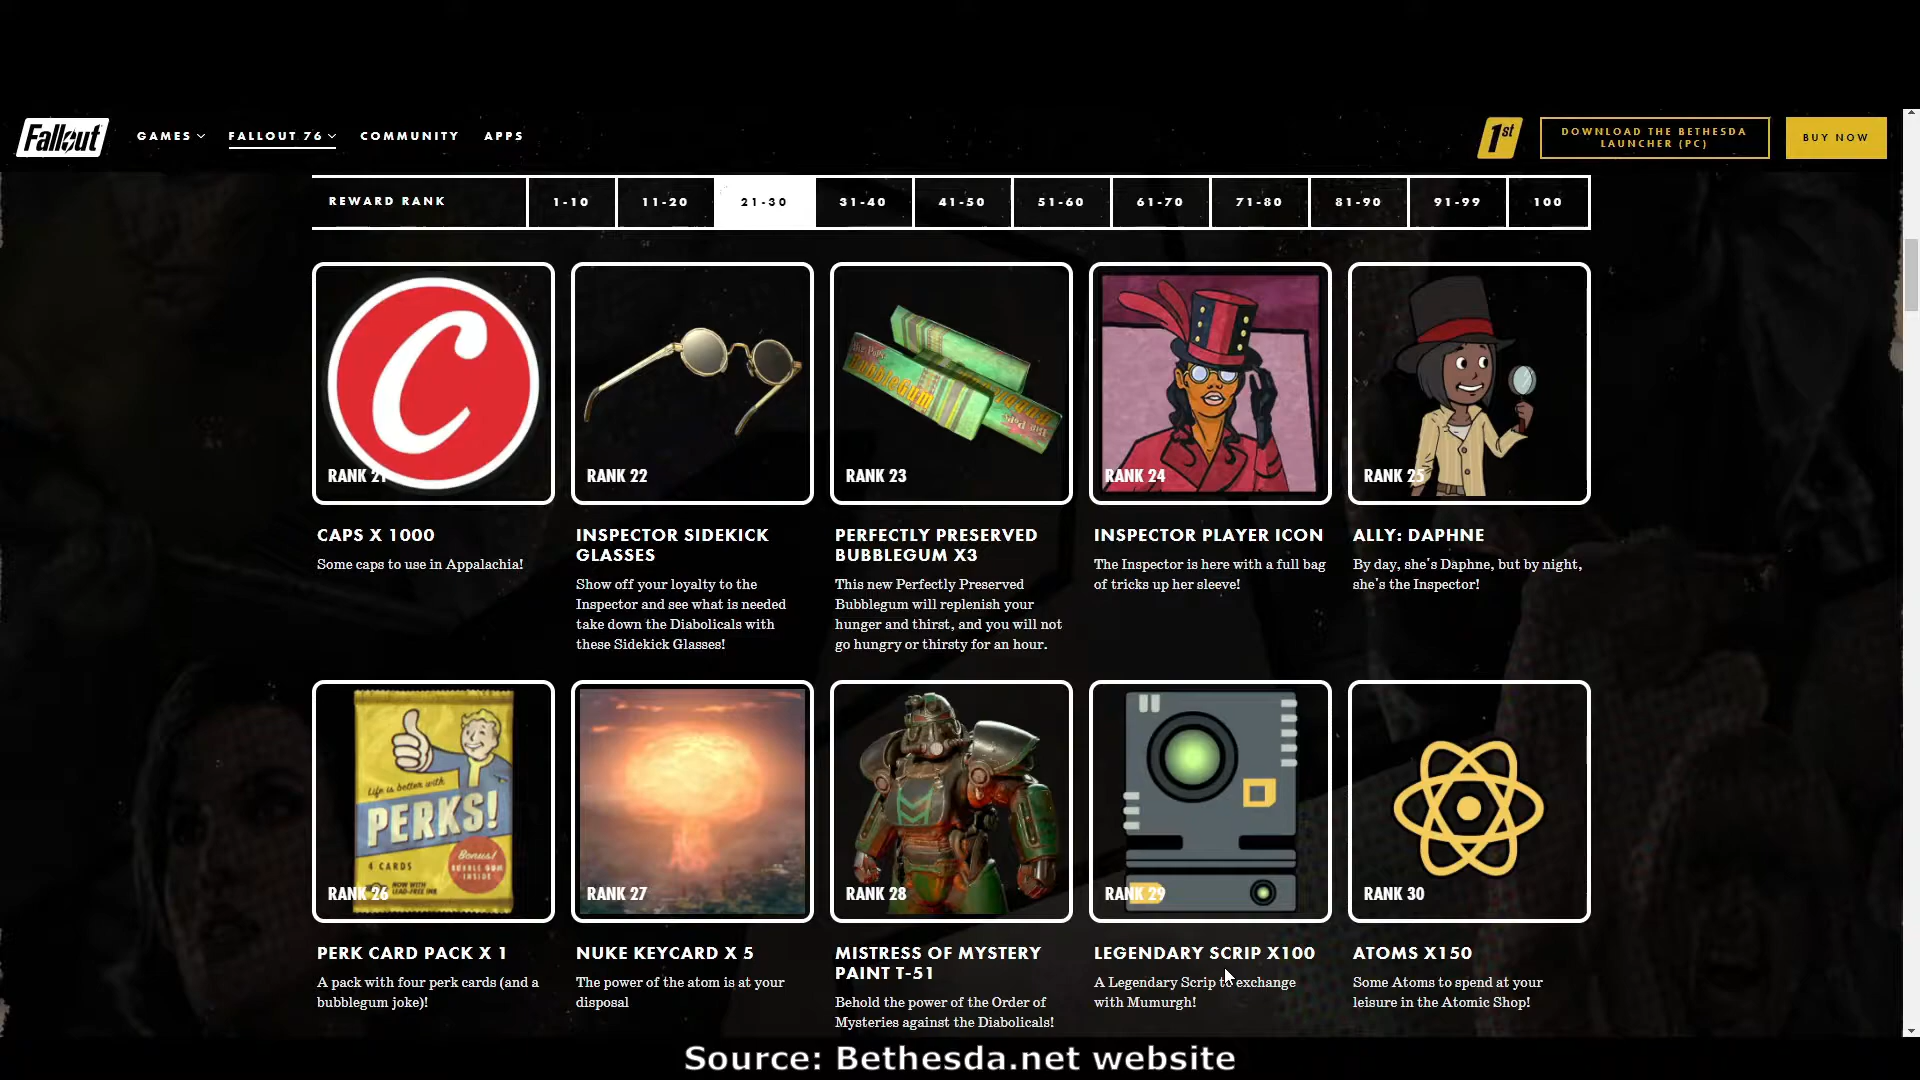 Fallout
GAMES
FALLOUT 76
COMMUNITY
APPS
1st
DOWNLOAD THE BETHESDA
LAUNCHER (PC)
BUY NOW
REWARD RANK
1-10
11-20
21-30
31-40
41-50
51-60
61-70
71-80
81-90
91-99
100
C
RANK 21
RANK 22
BubbleGum
RANK 23
RANK 24
RANK 25
CAPS X 1000
Some caps to use in Appalachia!
INSPECTOR SIDEKICK
GLASSES
Show off your loyalty to the
Inspector and see what is needed
take down the Diabolicals with
these Sidekick Glasses!
PERFECTLY PRESERVED
BUBBLEGUM X3
This new Perfectly Preserved
Bubblegum will replenish your
hunger and thirst, and you will not
go hungry or thirsty for an hour.
INSPECTOR PLAYER ICON
The Inspector is here with a full bag
of tricks up her sleeve!
ALLY: DAPHNE
By day, she's Daphne, but by night,
she's the Inspector!
Life is better with
PERKS!
4 CARDS
Bonus!
BUBBLE GUM
INSIDE
NOW WITH
LEAD-FREE INK
RANK 26
RANK 27
RANK 28
RANK 29
RANK 30
PERK CARD PACK X 1
A pack with four perk cards (and a
bubblegum joke)!
NUKE KEYCARD X 5
The power of the atom is at your
disposal
MISTRESS OF MYSTERY
PAINT T-51
Behold the power of the Order of
Mysteries against the Diabolicals!
LEGENDARY SCRIP X100
A Legendary Scrip to exchange
with Mumurgh!
ATOMS X150
Some Atoms to spend at your
leisure in the Atomic Shop!
Source: Bethesda.net website